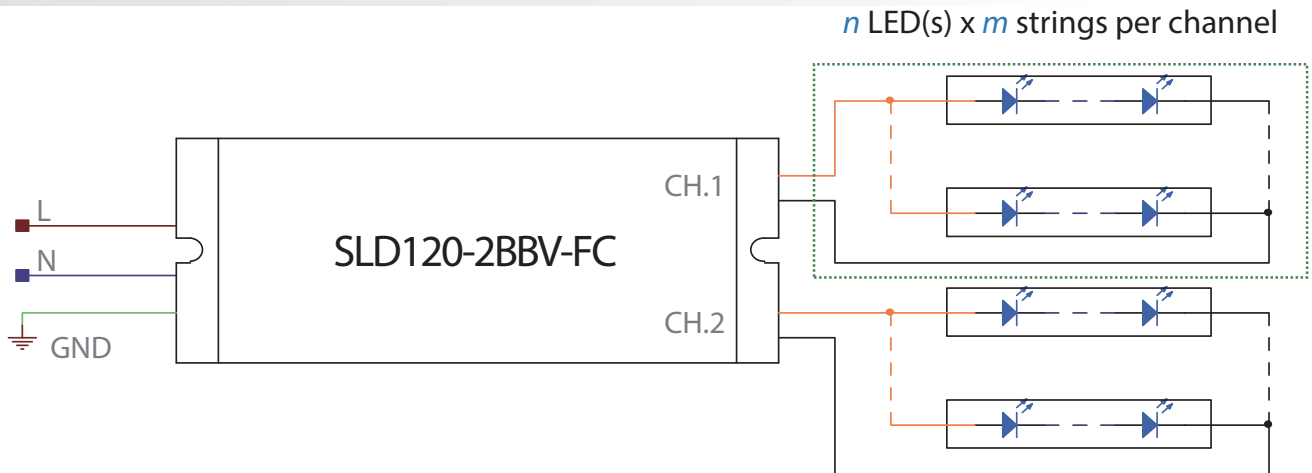 n LED(s) x m strings per channel
CH.1
L
SLD120-2BBV-FC
N
CH.2
GND